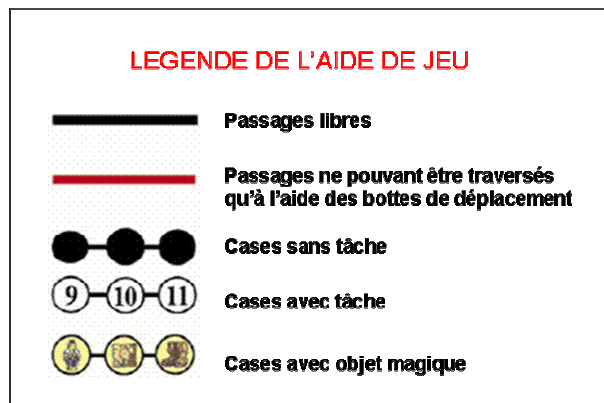 LEGENDE DE L'AIDE DE JEU
Passages libres
Passages ne pouvant être traversés
qu'à l'aide des bottes de déplacement
Cases sans tâche
9 10 11
Cases avec tâche
Cases avec objet magique